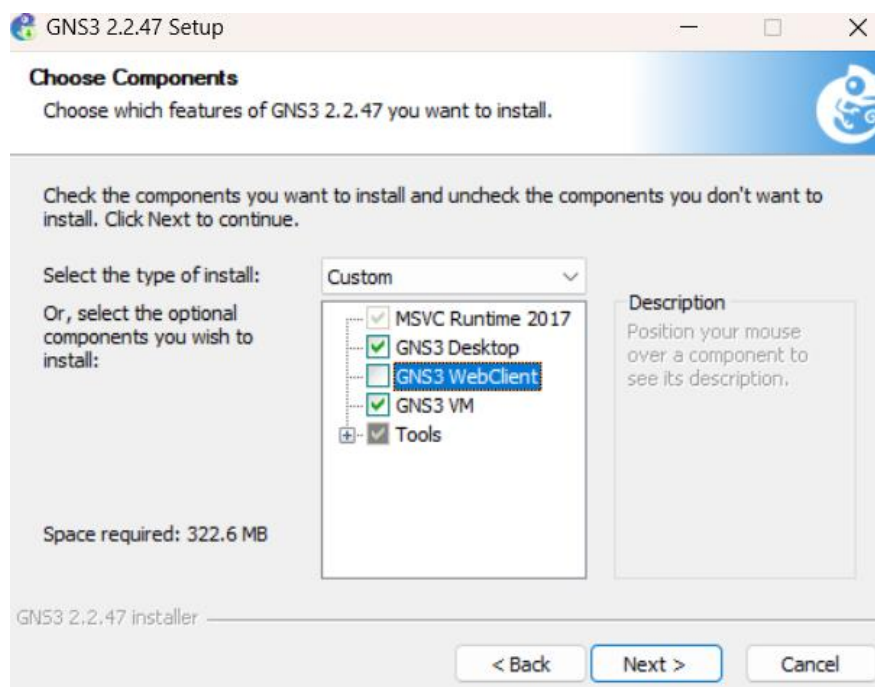 GNS3 2.2.47 Setup
Choose Components
Choose which features of GNS3 2.2.47 you want to install.
Check the components you want to install and uncheck the components you don't want to
install. Click Next to continue.
Select the type of install:
Custom
Or, select the optional
components you wish to
install:
MSVC Runtime 2017
GNS3 Desktop
GNS3 WebClient
GNS3 VM
Tools
Description
Position your mouse
over a component to
see its description.
Space required: 322.6 MB
GNS3 2.2.47 installer
< Back
Next >
Cancel